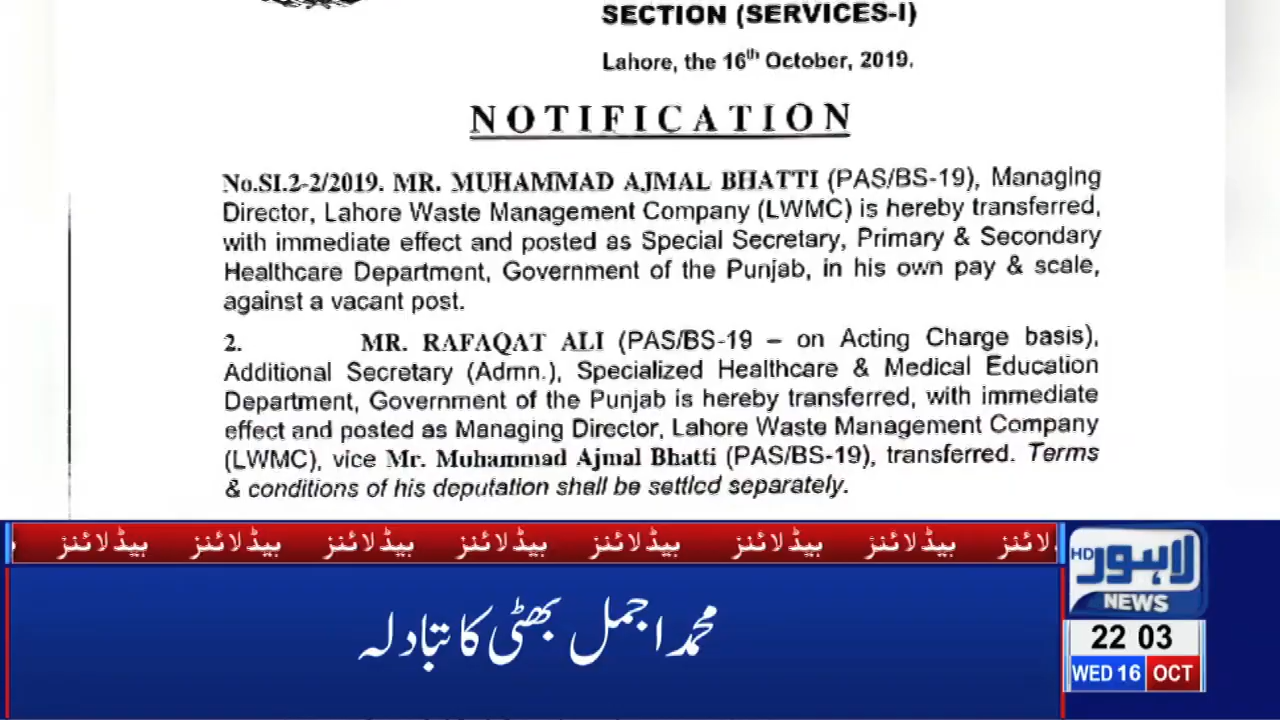 SECTION (SERVICES-I)
Lahore, the 16th October, 2019.
NOTIFICATION
No.SI.2-2/2019. MR. MUHAMMAD AJMAL BHATTI (PAS/BS-19), Managing
Director, Lahore Waste Management Company (LWMC) is hereby transferred,
with immediate effect and posted as Special Secretary, Primary & Secondary
Healthcare Department, Government of the Punjab, in his own pay & scale,
against a vacant post.
2. MR. RAFAQAT ALI (PAS/BS-19 – on Acting Charge basis),
Additional Secretary (Admn.), Specialized Healthcare & Medical Education
Department, Government of the Punjab is hereby transferred, with immediate
effect and posted as Managing Director, Lahore Waste Management Company
(LWMC), vice Mr. Muhammad Ajmal Bhatti (PAS/BS-19), transferred. Terms
& conditions of his deputation shall be settled separately.
ہیڈلائنز ہیڈلائنز ہیڈلائنز ہیڈلائنز ہیڈلائنز ہیڈلائنز ہیڈلائنز ہیڈلائنز
محمد اجمل بھٹی کا تبادلہ
HD لاہور
NEWS
22 03
WED 16 OCT